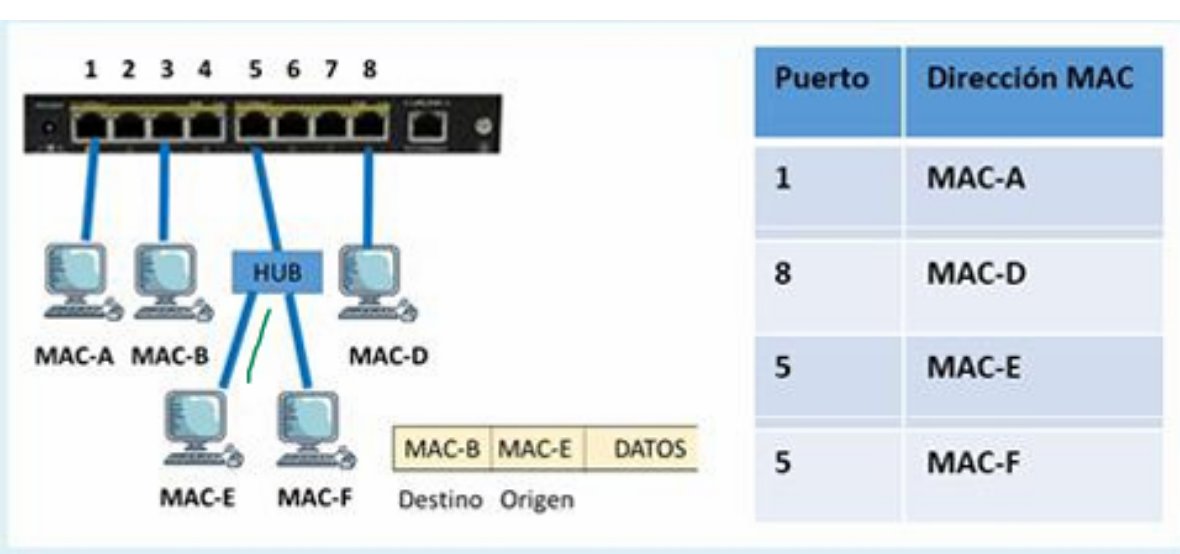 1 2 3 4 5 6 7 8
HUB
MAC-A MAC-B MAC-D
MAC-E MAC-F
MAC-B MAC-E DATOS
Destino Origen
Puerto Dirección MAC
1 MAC-A
8 MAC-D
5 MAC-E
5 MAC-F